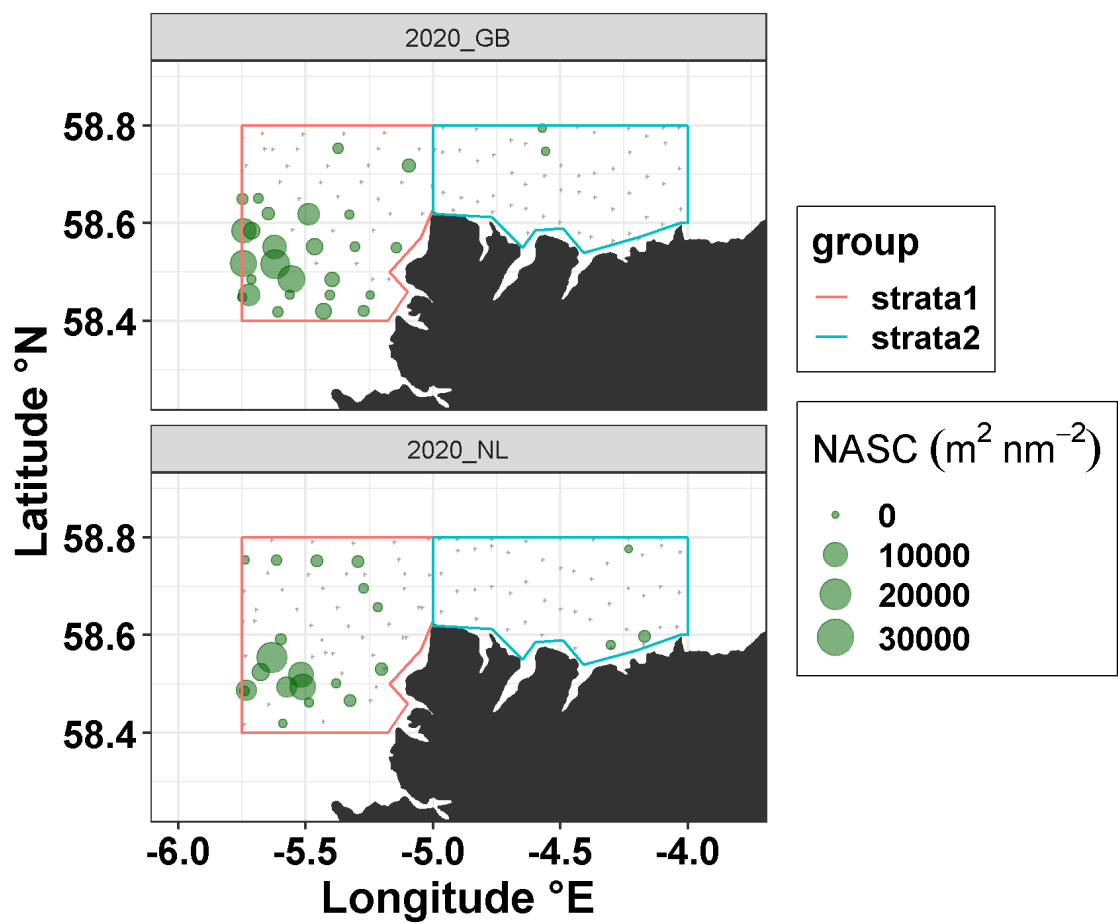 2020_GB
58.8
58.6
58.4
2020_NL
58.8
58.6
58.4
-6.0
-5.5
-5.0
-4.5
-4.0
Longitude °E
Latitude °N
group
strata1
strata2
NASC (m² nm⁻²)
0
10000
20000
30000